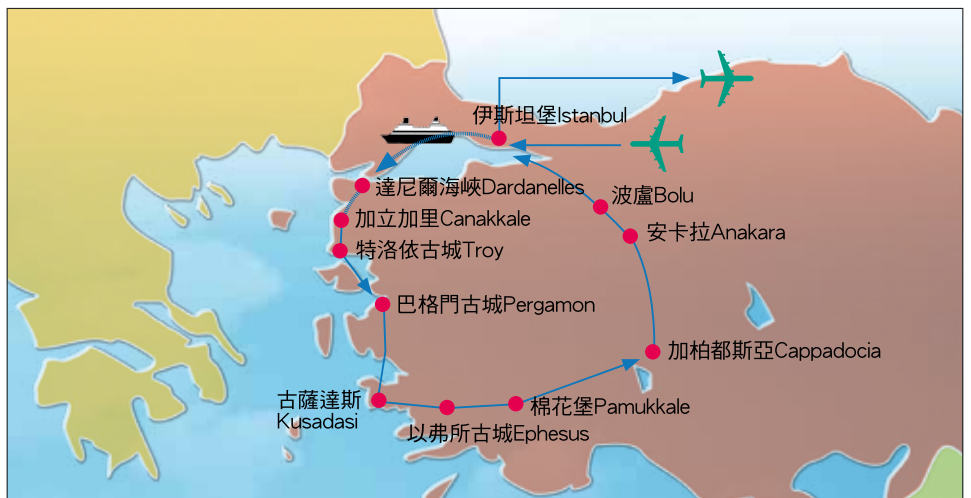 伊斯坦堡Istanbul
達尼爾海峽Dardanelles
波盧Bolu
加立加里Canakkale
安卡拉Anakara
特洛依古城Troy
巴格門古城Pergamon
加柏都斯亞Cappadocia
古薩達斯
Kusadasi
棉花堡Pamukkale
以弗所古城Ephesus